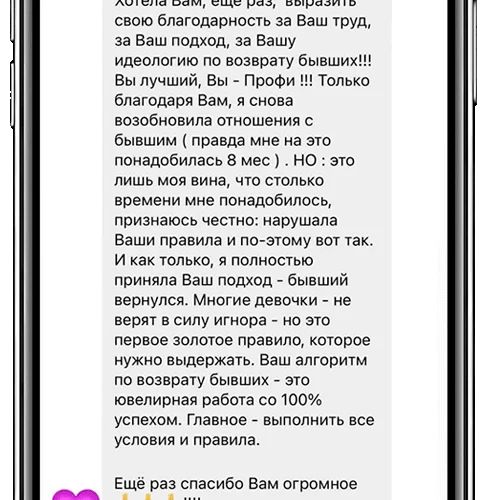 Хотела Вам, ещё раз, выразить
свою благодарность за Ваш труд,
за Ваш подход, за Вашу
идеологию по возврату бывших!!!
Вы лучший, Вы - Профи !!! Только
благодаря Вам, я снова
возобновила отношения с
бывшим ( правда мне на это
понадобилась 8 мес ) . НО : это
лишь моя вина, что столько
времени мне понадобилось,
признаюсь честно: нарушала
Ваши правила и по-этому вот так.
И как только, я полностью
приняла Ваш подход - бывший
вернулся. Многие девочки - не
верят в силу игнора - но это
первое золотое правило, которое
нужно выдержать. Ваш алгоритм
по возврату бывших - это
ювелирная работа со 100%
успехом. Главное - выполнить все
условия и правила.
Ещё раз спасибо Вам огромное